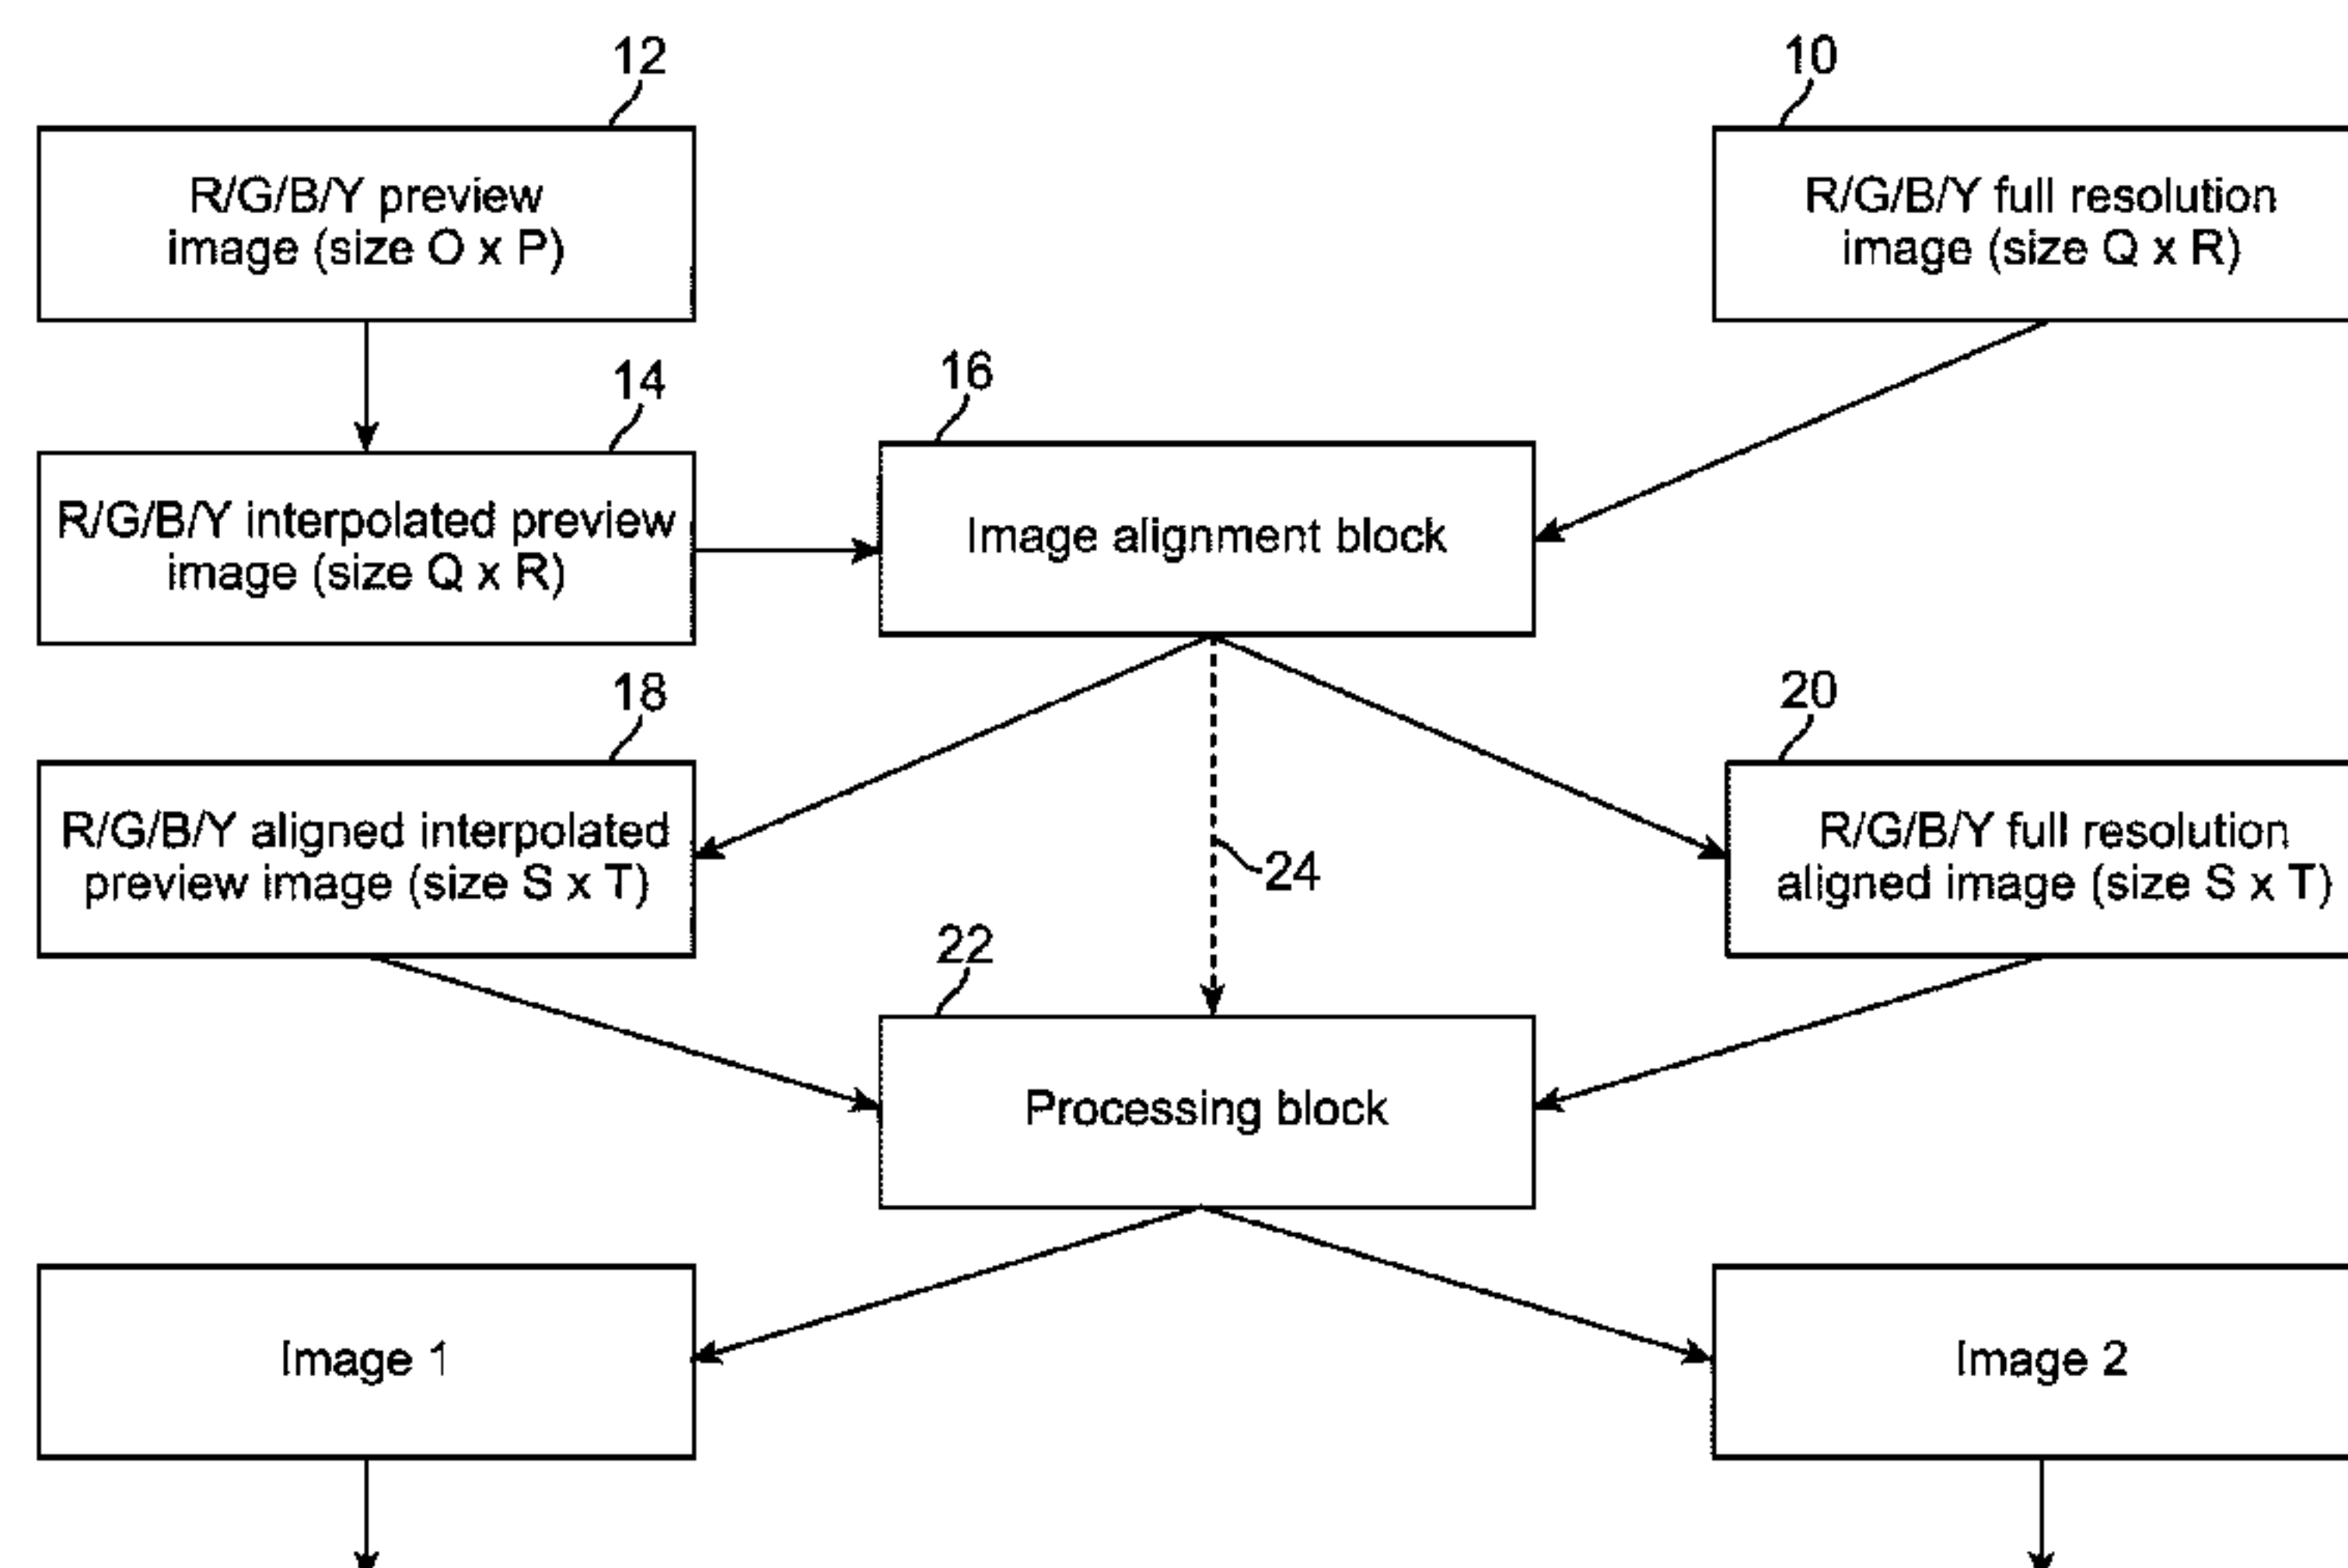 12
10
R/G/B/Y preview
image (size O x P)
R/G/B/Y full resolution
image (size Q x R)
14
16
R/G/B/Y interpolated preview
image (size Q x R)
Image alignment block
18
20
R/G/B/Y aligned interpolated
preview image (size S x T)
24
R/G/B/Y full resolution
aligned image (size S x T)
22
Processing block
Image 1
Image 2